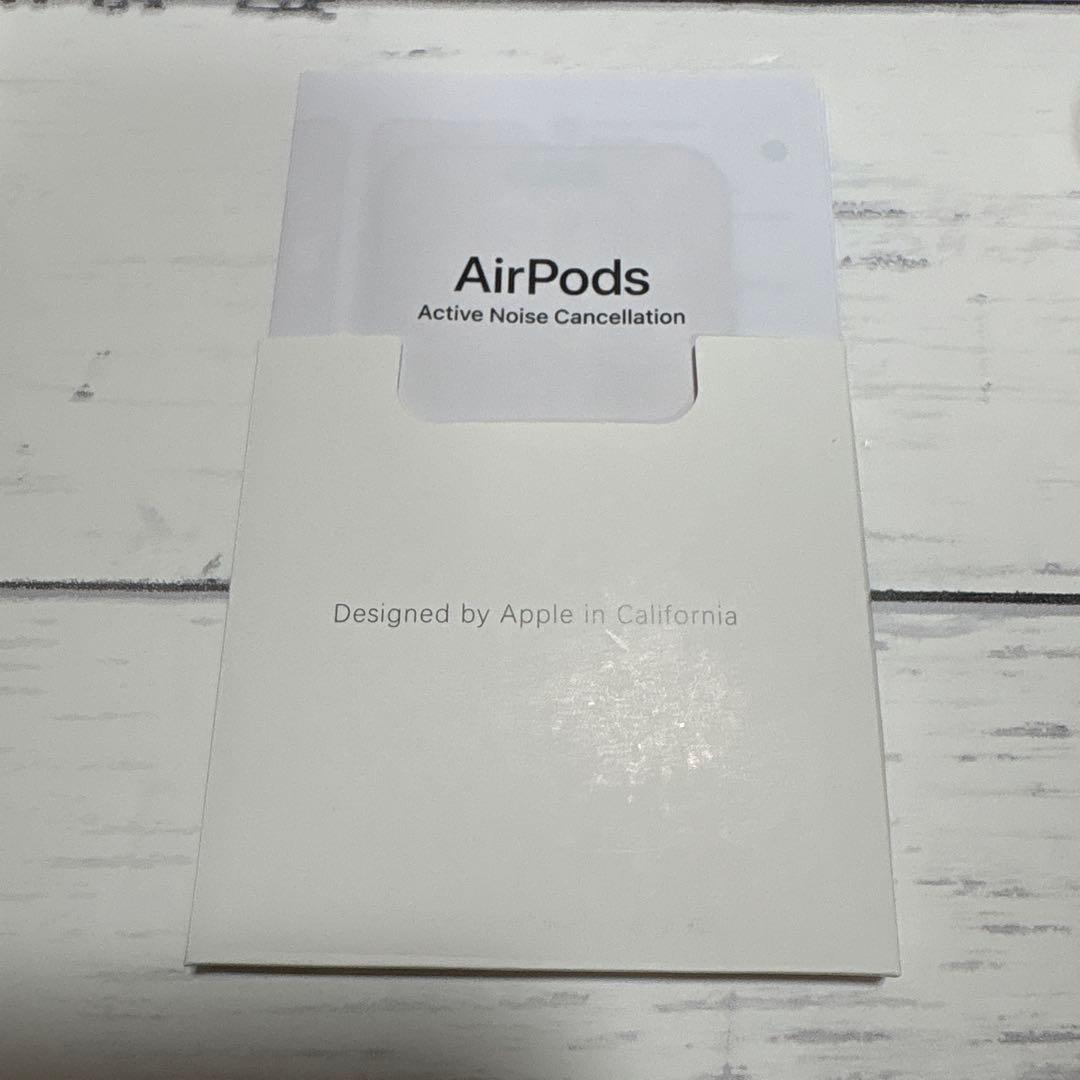 AirPods
Active Noise Cancellation
Designed by Apple in California